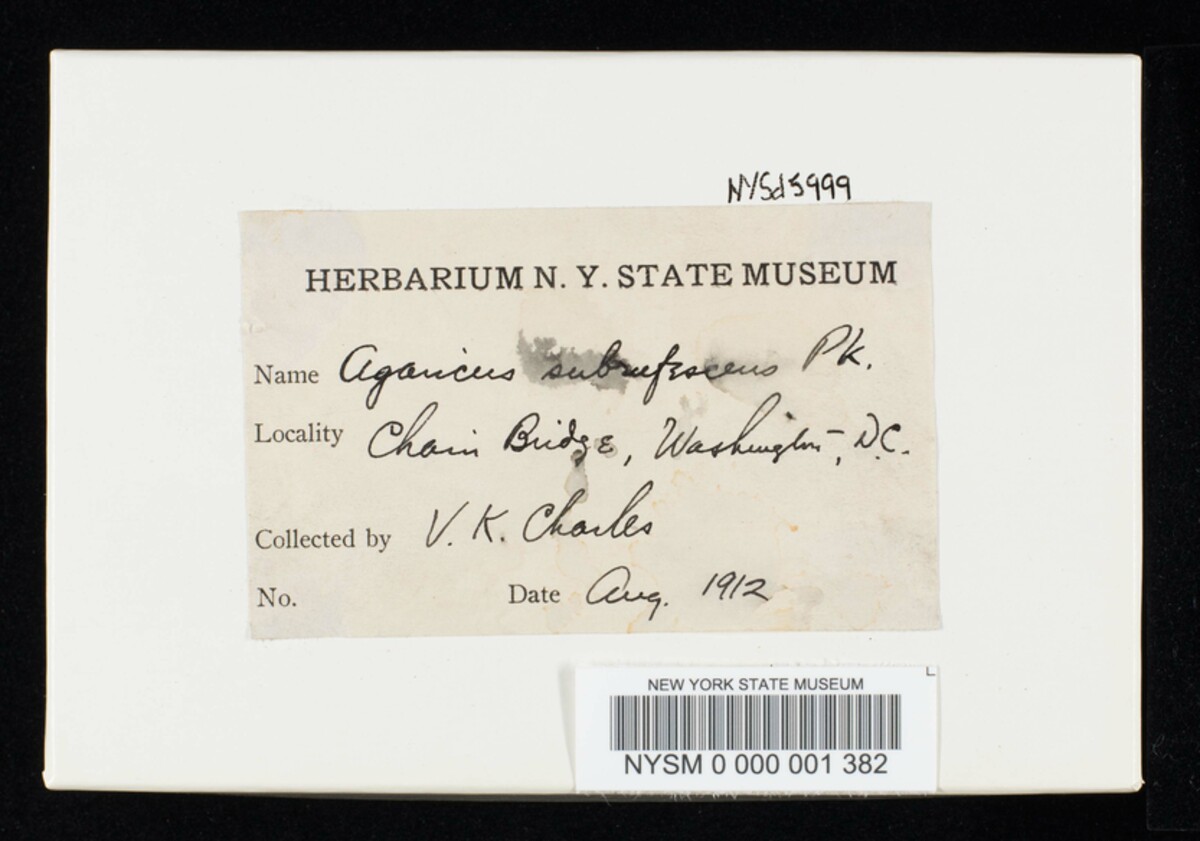 NYSd5999
HERBARIUM N. Y. STATE MUSEUM
Name Agaricus subrufescens Pk.
Locality Chain Bridge, Washington, D.C.
Collected by V. K. Charles
No. Date Aug. 1912
L
NEW YORK STATE MUSEUM
NYSM 0 000 001 382